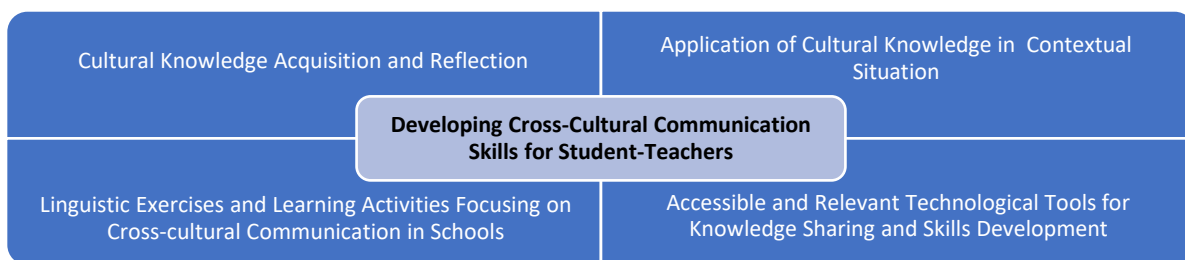 Cultural Knowledge Acquisition and Reflection
Application of Cultural Knowledge in Contextual
Situation
Developing Cross-Cultural Communication
Skills for Student-Teachers
Linguistic Exercises and Learning Activities Focusing on
Cross-cultural Communication in Schools
Accessible and Relevant Technological Tools for
Knowledge Sharing and Skills Development